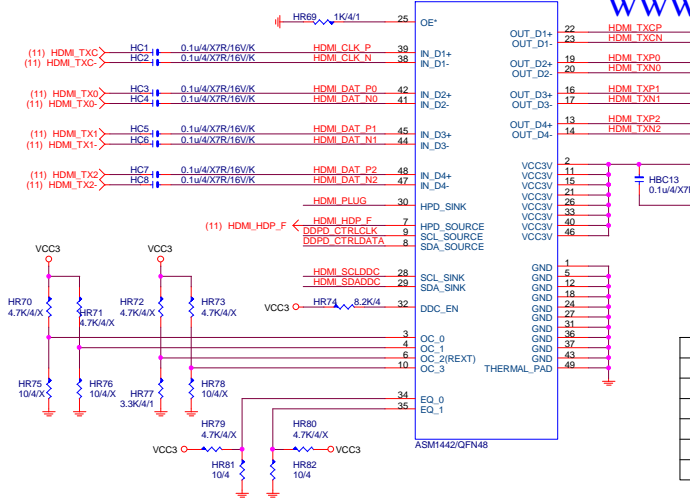 WWW
HR69 1K/4/1 25 OE*
22 HDMI_TXCP
OUT_D1+
23 HDMI_TXCN
OUT_D1-
(11) HDMI_TXC HC1 0.1u/4/X7R/16V/K HDMI_CLK_P 39 IN_D1+
(11) HDMI_TXC- HC2 0.1u/4/X7R/16V/K HDMI_CLK_N 38 IN_D1-
OUT_D2+ 19 HDMI_TXP0
OUT_D2- 20 HDMI_TXN0
(11) HDMI_TX0 HC3 0.1u/4/X7R/16V/K HDMI_DAT_P0 42 IN_D2+
(11) HDMI_TX0- HC4 0.1u/4/X7R/16V/K HDMI_DAT_N0 41 IN_D2-
OUT_D3+ 16 HDMI_TXP1
OUT_D3- 17 HDMI_TXN1
(11) HDMI_TX1 HC5 0.1u/4/X7R/16V/K HDMI_DAT_P1 45 IN_D3+
(11) HDMI_TX1- HC6 0.1u/4/X7R/16V/K HDMI_DAT_N1 44 IN_D3-
OUT_D4+ 13 HDMI_TXP2
OUT_D4- 14 HDMI_TXN2
(11) HDMI_TX2 HC7 0.1u/4/X7R/16V/K HDMI_DAT_P2 48 IN_D4+
(11) HDMI_TX2- HC8 0.1u/4/X7R/16V/K HDMI_DAT_N2 47 IN_D4-
VCC3V 2
VCC3V 11
VCC3V 15
VCC3V 21
VCC3V 26
VCC3V 33
VCC3V 40
VCC3V 46
HBC13
0.1u/4/X7
HDMI_PLUG 30 HPD_SINK
(11) HDMI_HDP_F HDMI_HDP_F 7 HPD_SOURCE
DDPD_CTRLCLK 9 SCL_SOURCE
DDPD_CTRLDATA 8 SDA_SOURCE
HDMI_SCLDDC 28 SCL_SINK
HDMI_SDADDC 29 SDA_SINK
VCC3 HR74 8.2K/4 32 DDC_EN
GND 1
GND 5
GND 12
GND 18
GND 24
GND 27
GND 31
GND 36
GND 37
GND 43
THERMAL_PAD 49
VCC3 VCC3
HR70 4.7K/4/X
HR71 4.7K/4/X
HR72 4.7K/4/X
HR73 4.7K/4/X
3 OC_0
4 OC_1
6 OC_2(REXT)
10 OC_3
HR75 10/4/X
HR76 10/4/X
HR77 3.3K/4/1
HR78 10/4/X
34 EQ_0
35 EQ_1
VCC3 HR79 4.7K/4/X
HR80 4.7K/4/X VCC3
HR81 10/4
HR82 10/4
ASM1442/QFN48